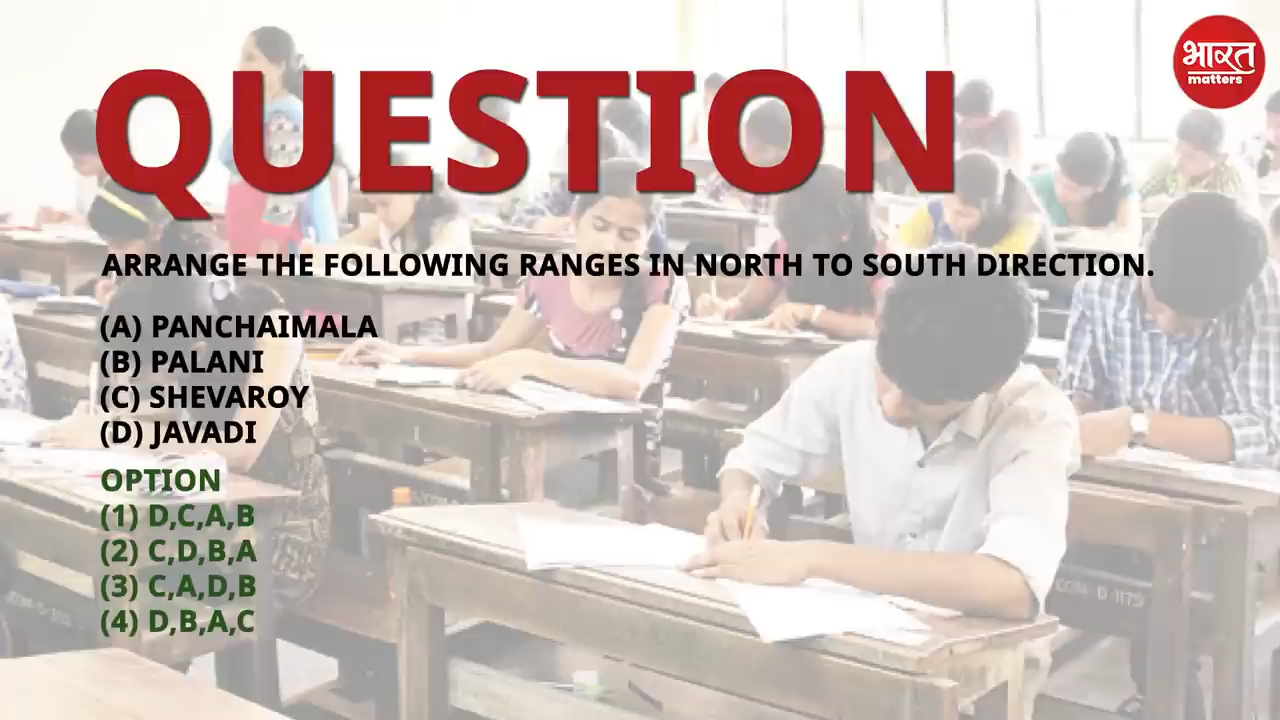 भारत
matters
QUESTION
ARRANGE THE FOLLOWING RANGES IN NORTH TO SOUTH DIRECTION.
(A) PANCHAIMALA
(B) PALANI
(C) SHEVAROY
(D) JAVADI
OPTION
(1) D,C,A,B
(2) C,D,B,A
(3) C,A,D,B
(4) D,B,A,C